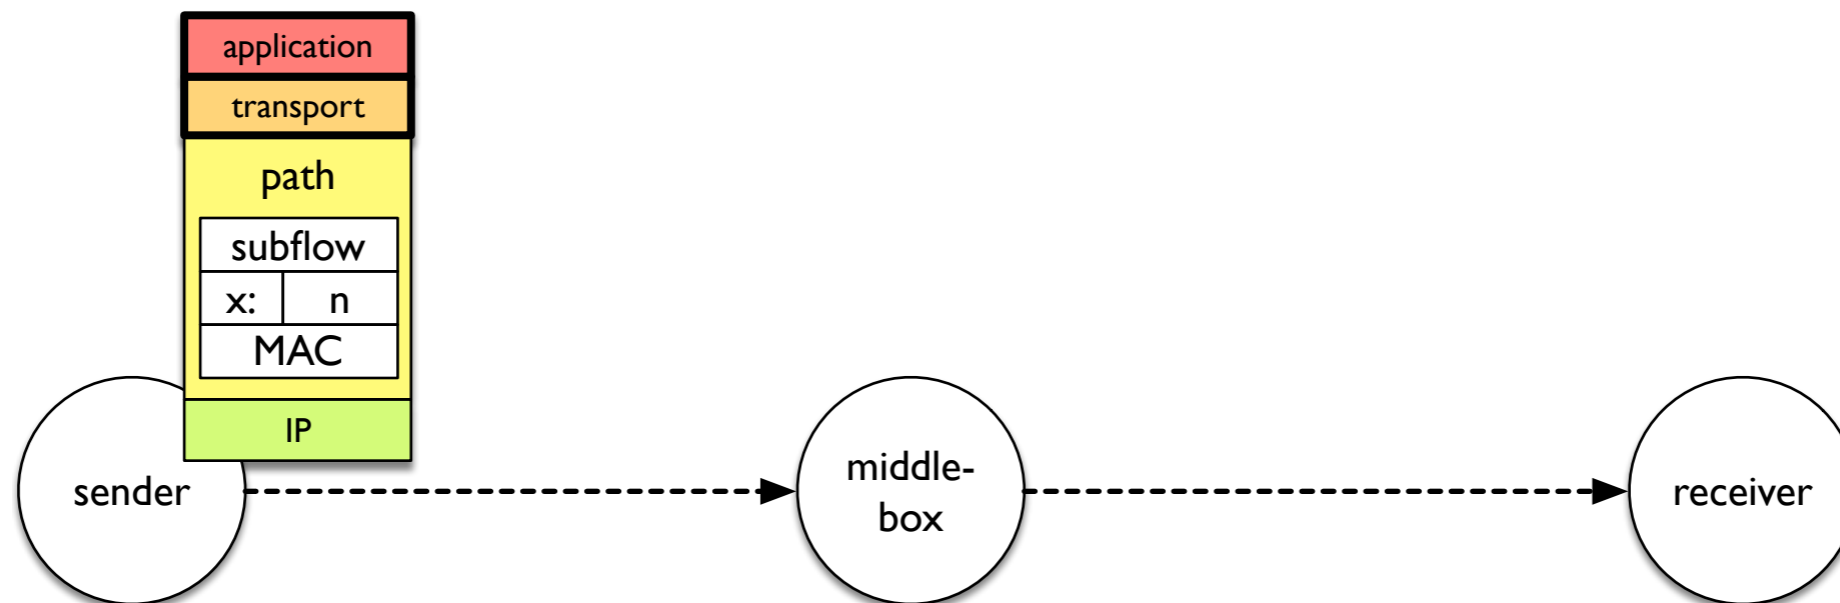 application
transport
path
subflow
x: n
MAC
IP
sender
middle-
box
receiver